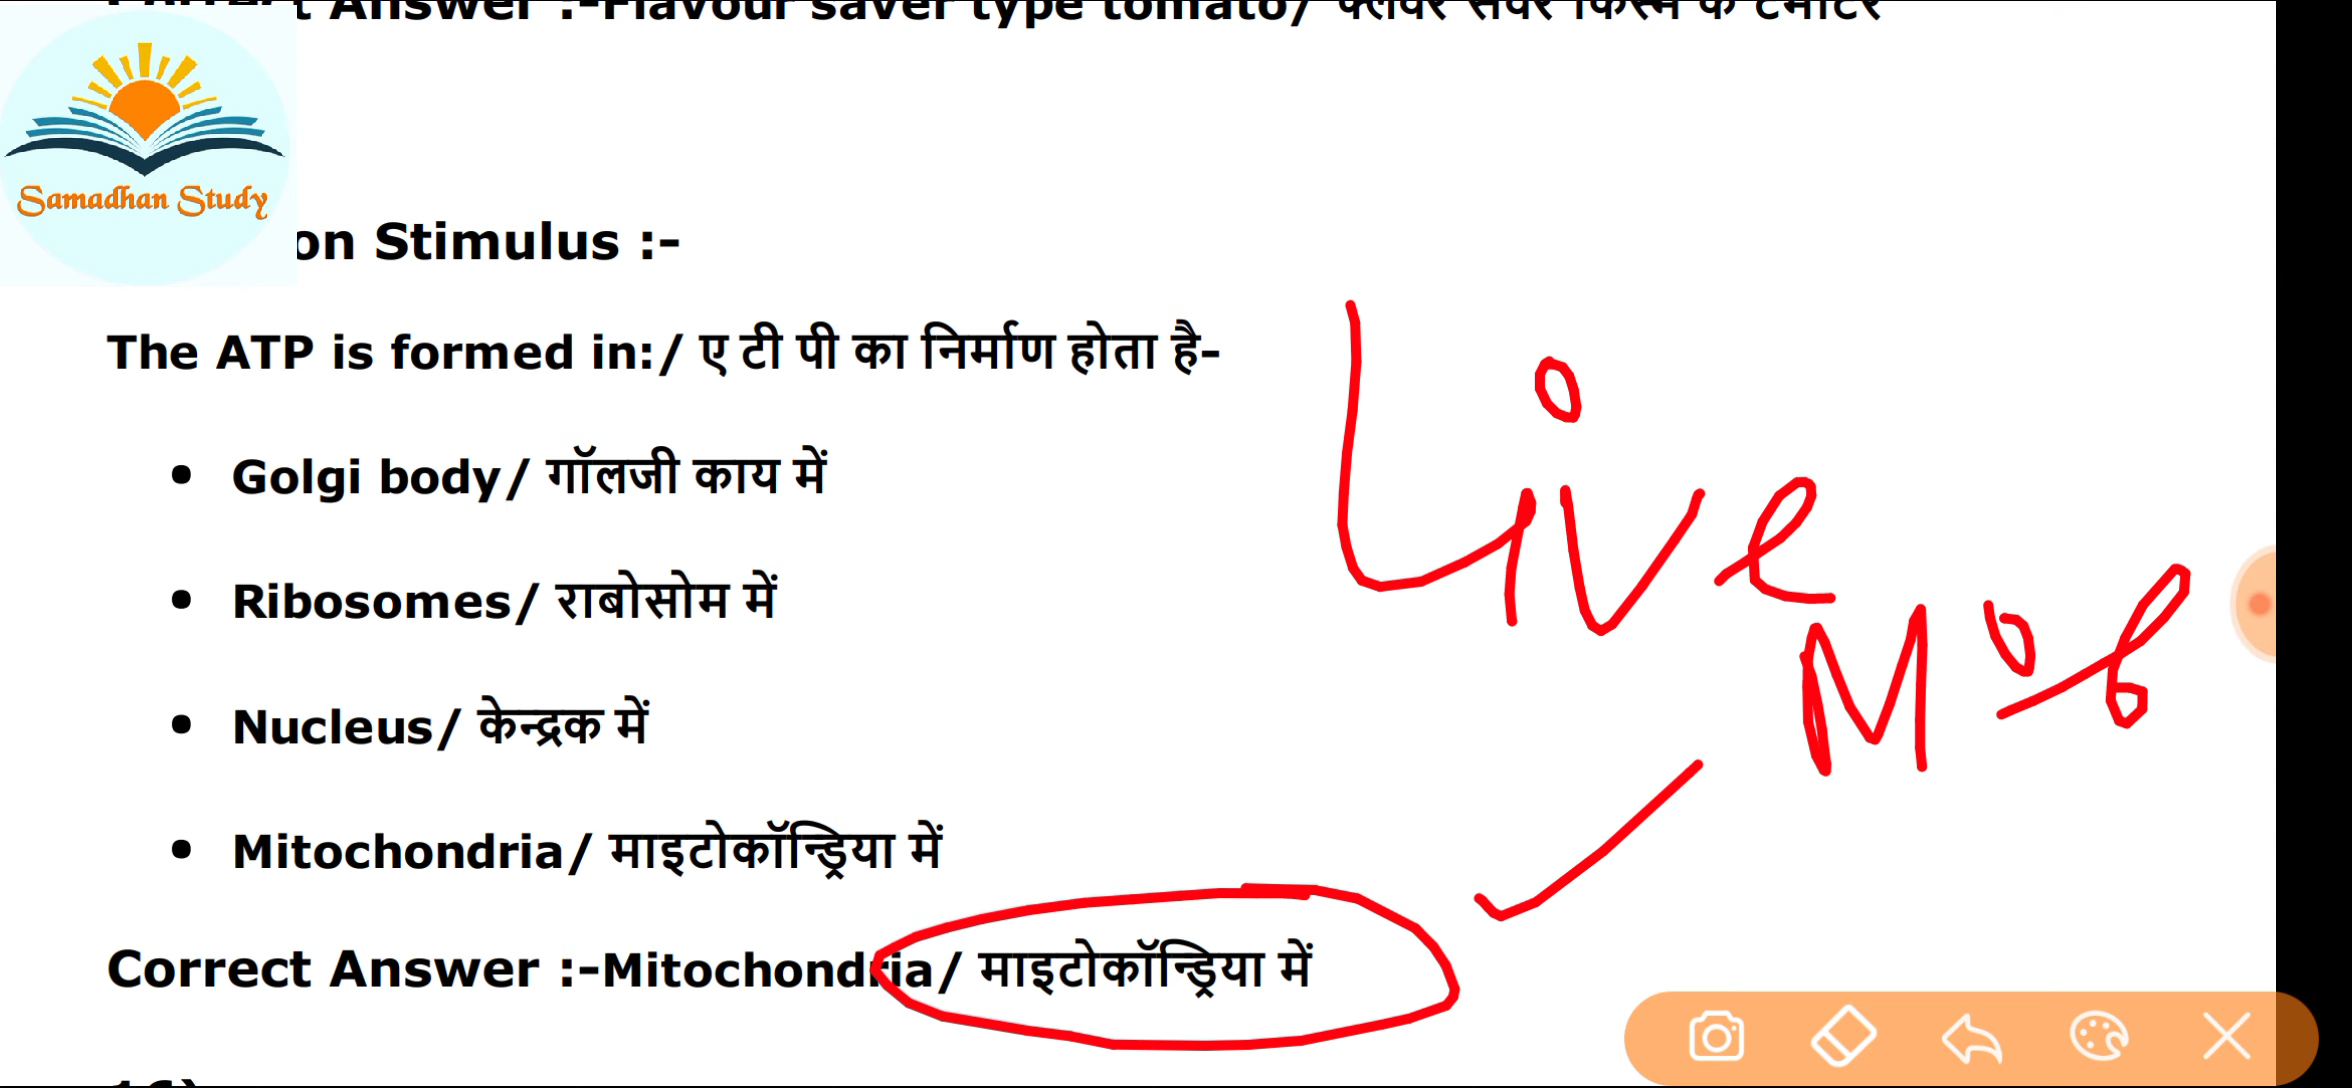 Correct Answer :-Flavour saver type tomato/ फ्लेवर सेवर किस्म के टमाटर
Samadhan Study
on Stimulus :-
The ATP is formed in:/ ए टी पी का निर्माण होता है-
Live
• Golgi body/ गॉलजी काय में
• Ribosomes/ राबोसोम में
• Nucleus/ केन्द्रक में
• Mitochondria/ माइटोकॉन्ड्रिया में
Correct Answer :-Mitochondria/ माइटोकॉन्ड्रिया में